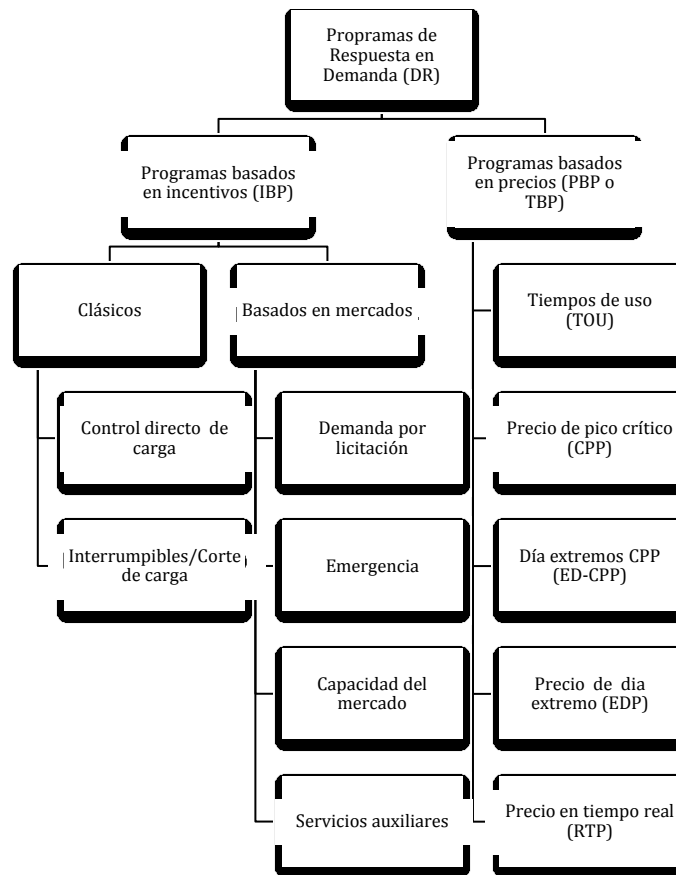 Programas de
Respuesta en
Demanda (DR)
Programas basados
en incentivos (IBP)
Programas basados
en precios (PBP o
TBP)
Clásicos
Basados en mercados
Tiempos de uso
(TOU)
Control directo de
carga
Demanda por
licitación
Precio de pico crítico
(CPP)
Interrumpibles/Corte
de carga
Emergencia
Día extremos CPP
(ED-CPP)
Capacidad del
mercado
Precio de dia
extremo (EDP)
Servicios auxiliares
Precio en tiempo real
(RTP)